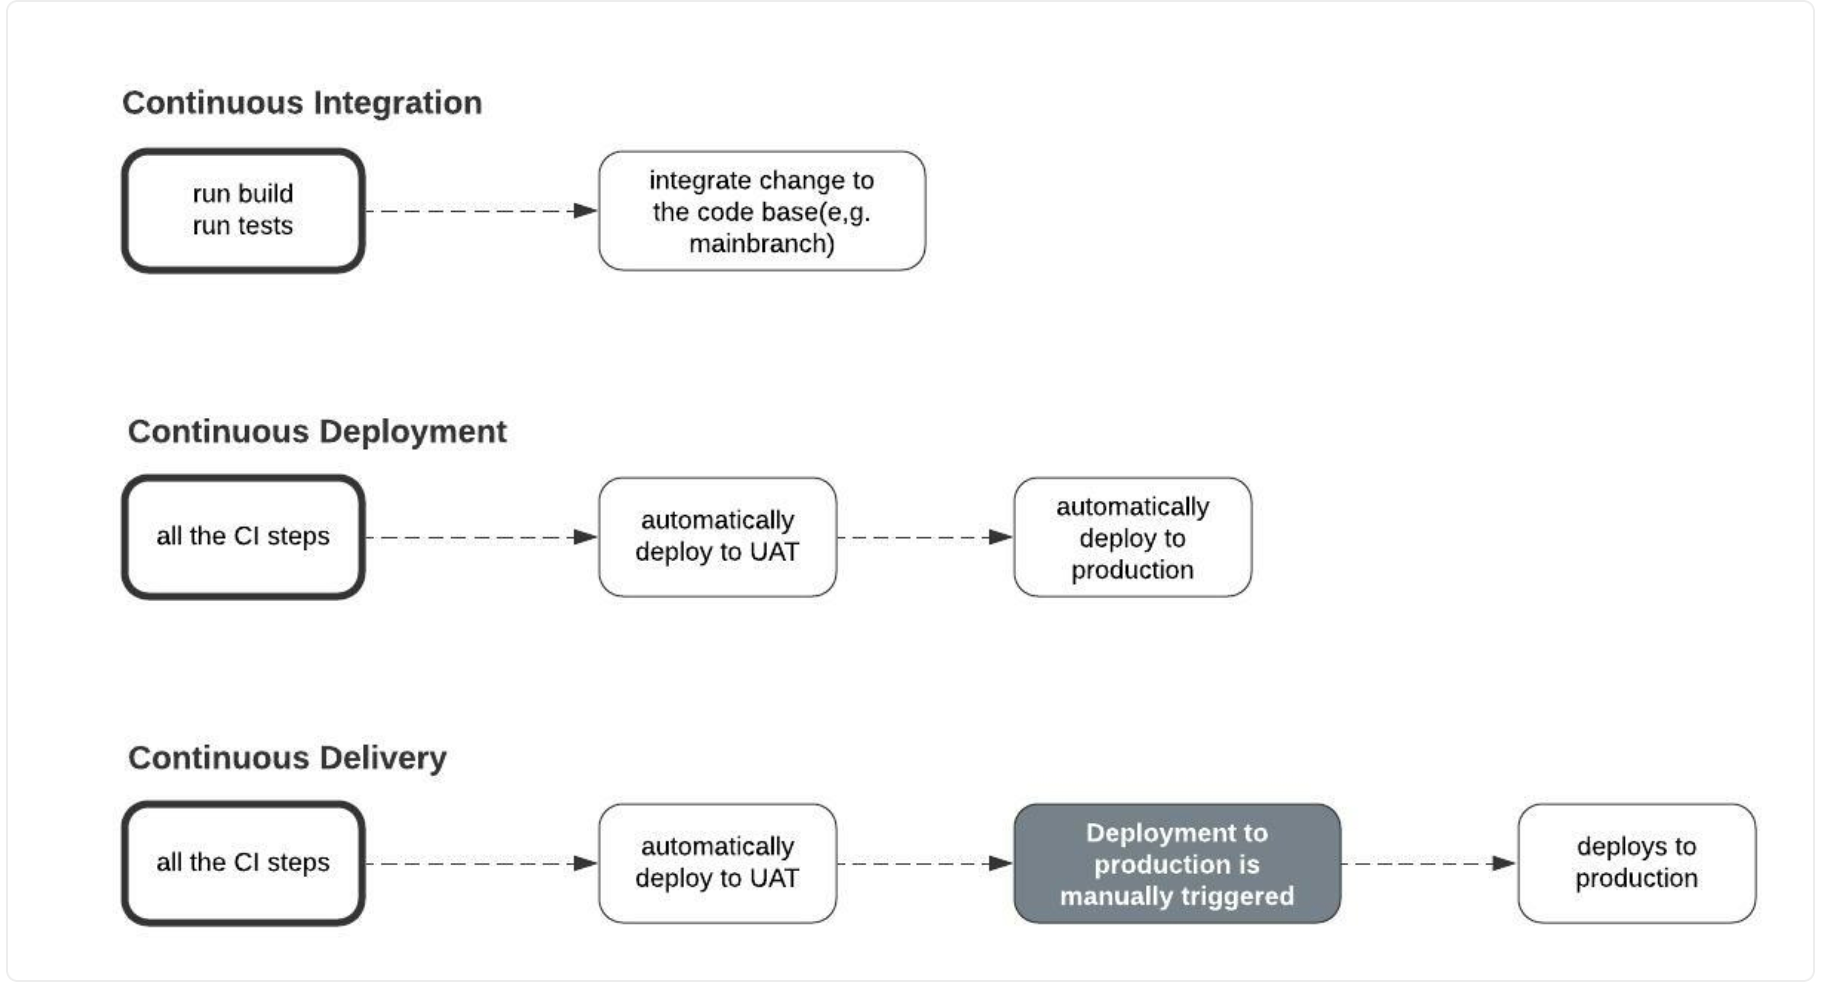 Continuous Integration
run build
run tests
integrate change to
the code base(e,g.
mainbranch)
Continuous Deployment
all the CI steps
automatically
deploy to UAT
automatically
deploy to
production
Continuous Delivery
all the CI steps
automatically
deploy to UAT
Deployment to
production is
manually triggered
deploys to
production